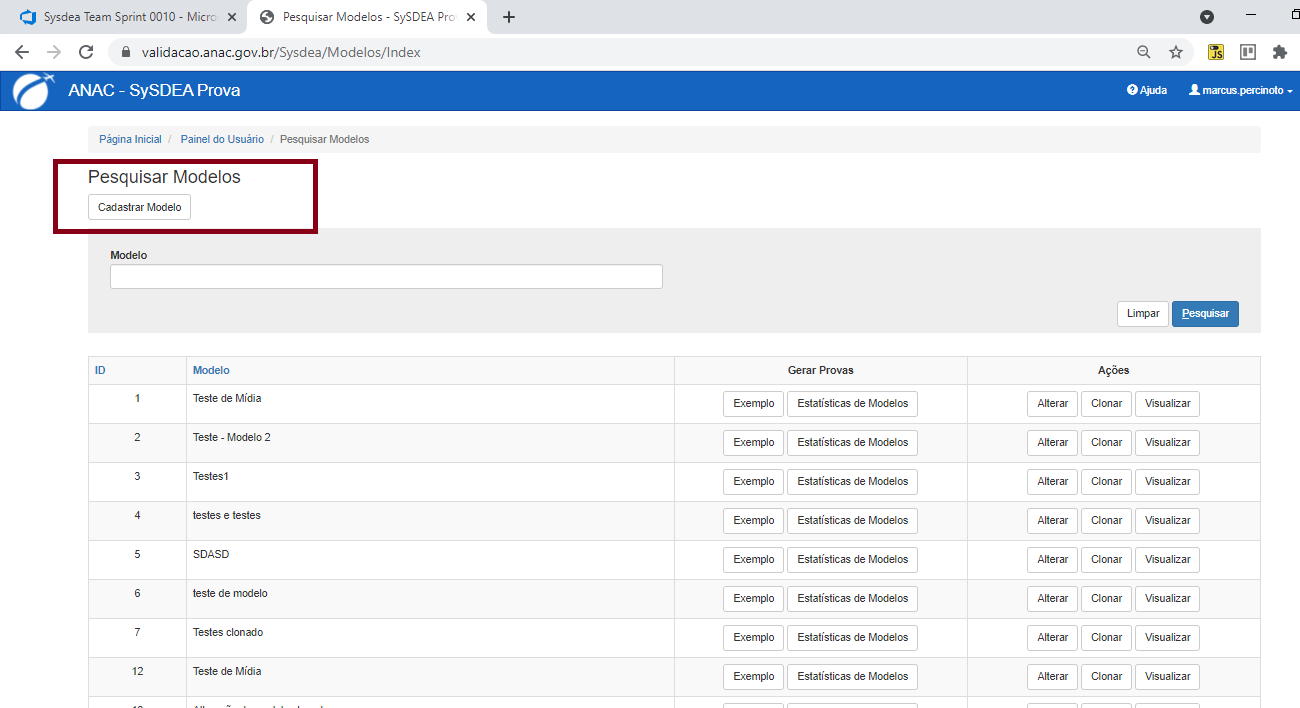 Sysdea Team Sprint 0010 - Micro
Pesquisar Modelos - SySDEA Pro
validacao.anac.gov.br/Sysdea/Modelos/Index
JS
ANAC - SySDEA Prova
Ajuda marcus.percinoto
Página Inicial / Painel do Usuário / Pesquisar Modelos
Pesquisar Modelos
Cadastrar Modelo
Modelo
Limpar Pesquisar
ID Modelo Gerar Provas Ações
1 Teste de Mídia Exemplo Estatísticas de Modelos Alterar Clonar Visualizar
2 Teste - Modelo 2 Exemplo Estatísticas de Modelos Alterar Clonar Visualizar
3 Testes1 Exemplo Estatísticas de Modelos Alterar Clonar Visualizar
4 testes e testes Exemplo Estatísticas de Modelos Alterar Clonar Visualizar
5 SDASD Exemplo Estatísticas de Modelos Alterar Clonar Visualizar
6 teste de modelo Exemplo Estatísticas de Modelos Alterar Clonar Visualizar
7 Testes clonado Exemplo Estatísticas de Modelos Alterar Clonar Visualizar
12 Teste de Mídia Exemplo Estatísticas de Modelos Alterar Clonar Visualizar